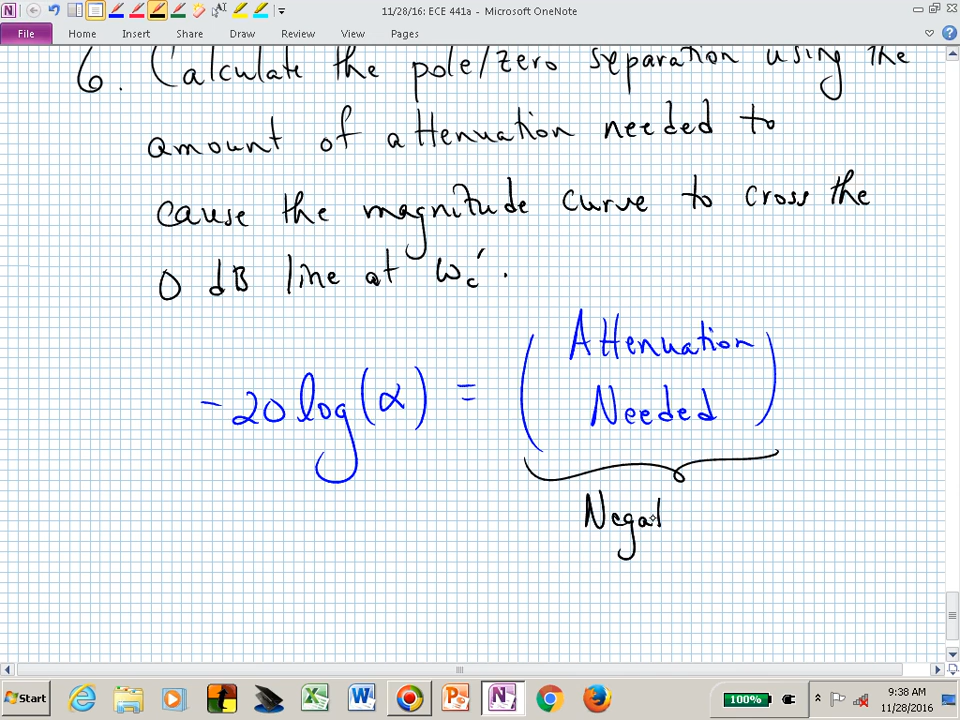 11/28/16: ECE 441a - Microsoft OneNote
File Home Insert Share Draw Review View Pages
6. Calculate the pole/zero separation using the
amount of attenuation needed to
cause the magnitude curve to cross the
0 dB line at ωc'.
-20 log(α) = (Attenuation
Needed)
Negat
Start 100% 9:38 AM
11/28/2016